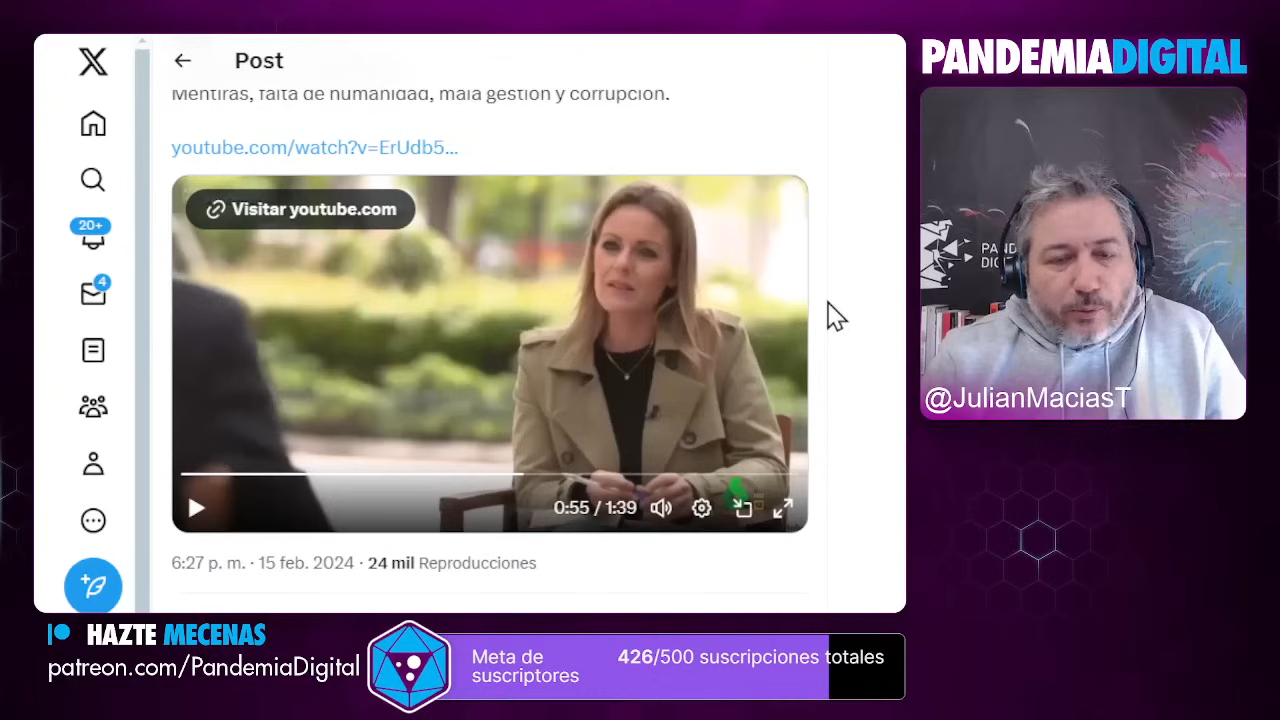 Post
Mentiras, falta de humanidad, mala gestión y corrupción.
youtube.com/watch?v=ErUdb5...
Visitar youtube.com
20+
4
0:55 / 1:39
6:27 p. m. · 15 feb. 2024 · 24 mil Reproducciones
PANDEMIADIGITAL
PAND
DIG
@JulianMaciasT
HAZTE MECENAS
patreon.com/PandemiaDigital
Meta de
suscriptores
426/500 suscripciones totales